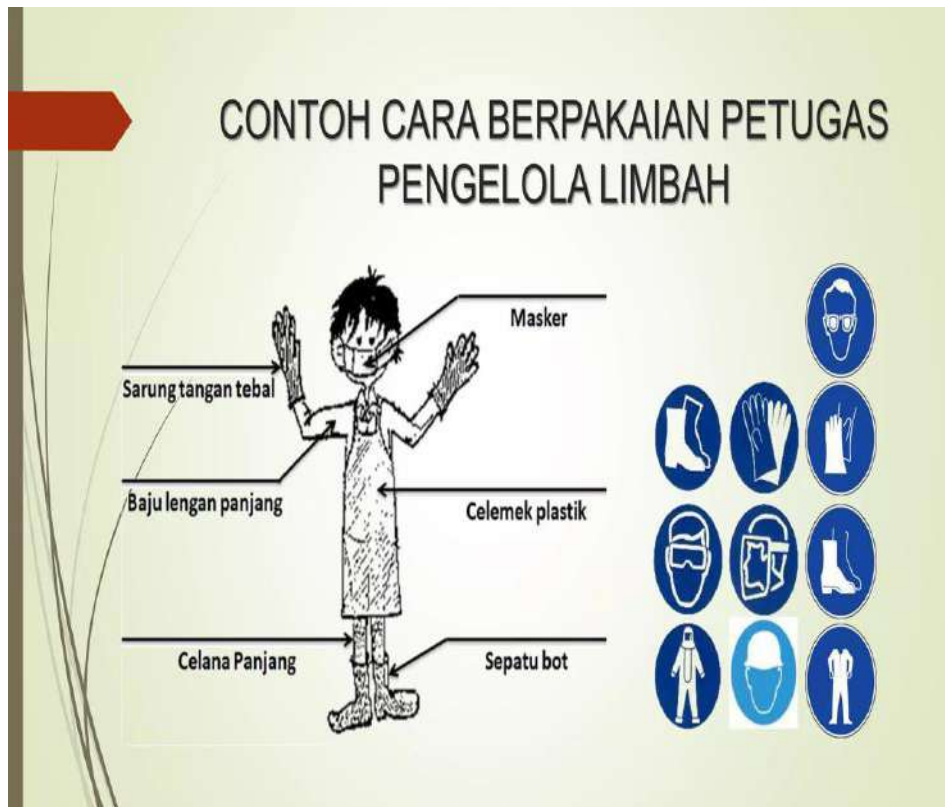 CONTOH CARA BERPAKAIAN PETUGAS
PENGELOLA LIMBAH
Masker
Sarung tangan tebal
Baju lengan panjang
Celemek plastik
Celana Panjang
Sepatu bot